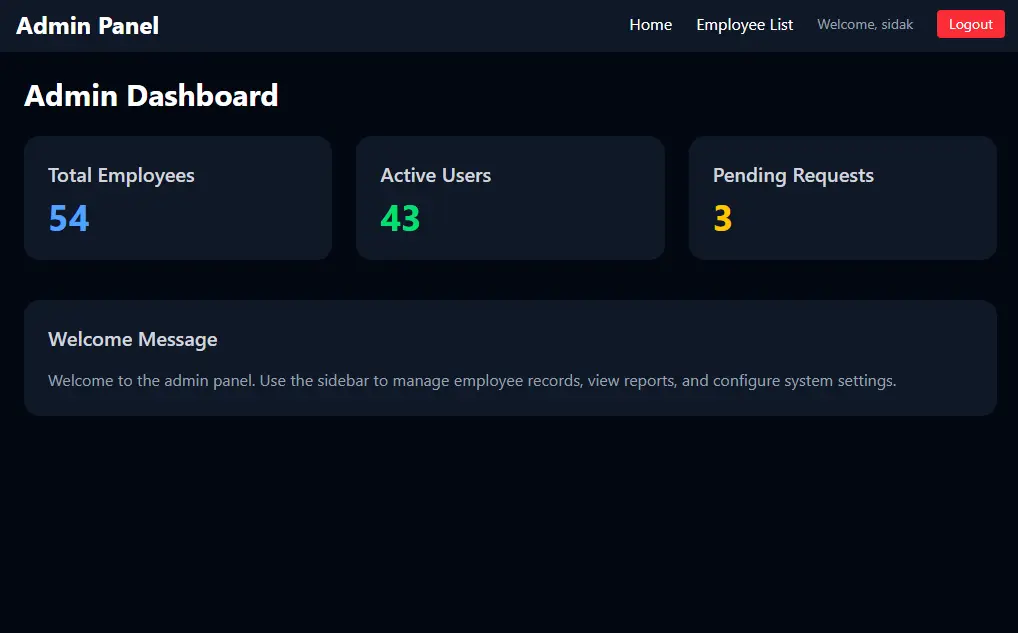 Admin Panel
Home
Employee List
Welcome, sidak
Logout
Admin Dashboard
Total Employees
54
Active Users
43
Pending Requests
3
Welcome Message
Welcome to the admin panel. Use the sidebar to manage employee records, view reports, and configure system settings.